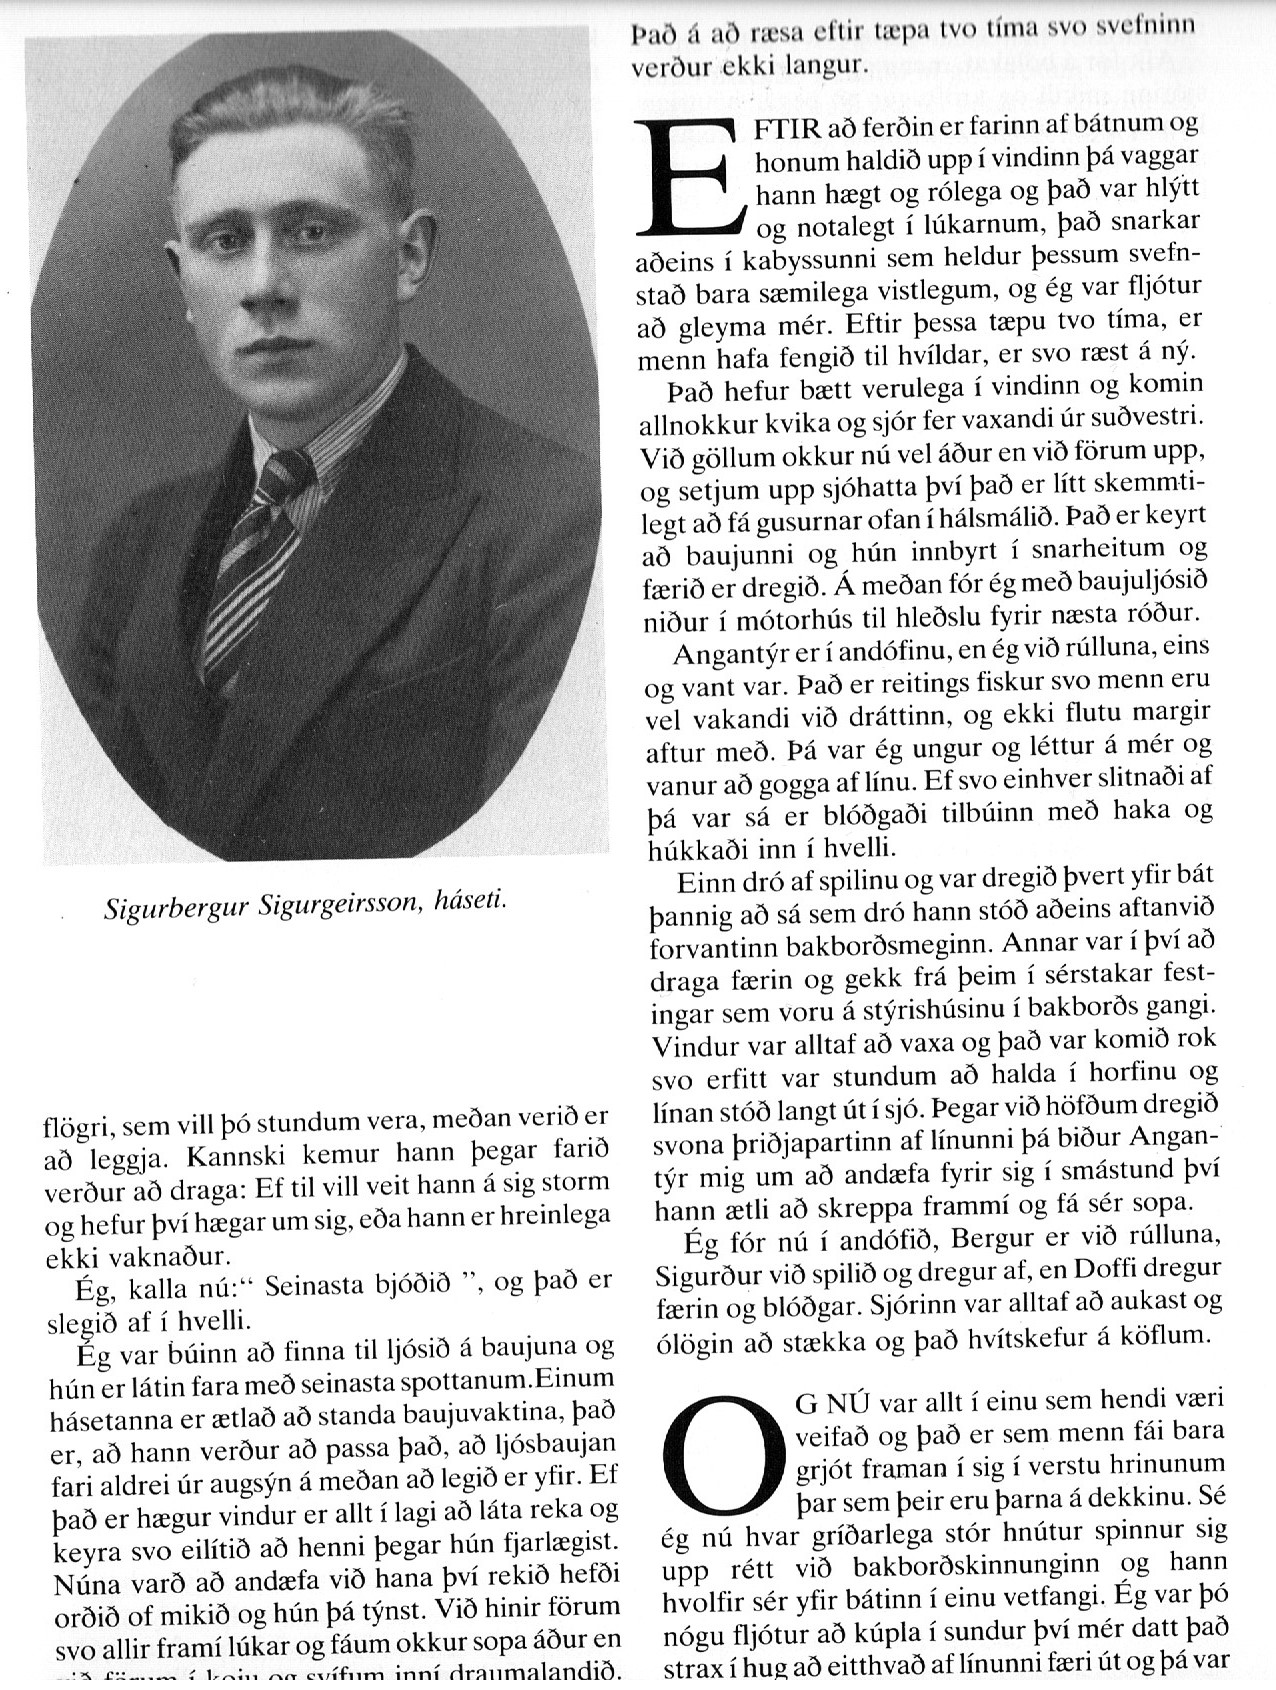 Sigurbergur Sigurgeirsson, háseti.
flögri, sem vill þó stundum vera, meðan verið er
að leggja. Kannski kemur hann þegar farið
verður að draga: Ef til vill veit hann á sig storm
og hefur því hægar um sig, eða hann er hreinlega
ekki vaknaður.
Ég, kalla nú:“ Seinasta bjóðið ”, og það er
slegið af í hvelli.
Ég var búinn að finna til ljósið á baujuna og
hún er látin fara með seinasta spottanum.Einum
hásetanna er ætlað að standa baujuvaktina, það
er, að hann verður að passa það, að ljósbaujan
fari aldrei úr augsýn á meðan að legið er yfir. Ef
það er hægur vindur er allt í lagi að láta reka og
keyra svo eilítið að henni þegar hún fjarlægist.
Núna varð að andæfa við hana því rekið hefði
orðið of mikið og hún þá týnst. Við hinir förum
svo allir framí lúkar og fáum okkur sopa áður en
við förum í koju og svífum inní draumalandið.
Það á að ræsa eftir tæpa tvo tíma svo svefninn
verður ekki langur.
EFTIR að ferðin er farinn af bátnum og
honum haldið upp í vindinn þá vaggar
hann hægt og rólega og það var hlýtt
og notalegt í lúkarnum, það snarkar
aðeins í kabyssunni sem heldur þessum svefn-
stað bara sæmilega vistlegum, og ég var fljótur
að gleyma mér. Eftir þessa tæpu tvo tíma, er
menn hafa fengið til hvíldar, er svo ræst á ný.
Það hefur bætt verulega í vindinn og komin
allnokkur kvika og sjór fer vaxandi úr suðvestri.
Við göllum okkur nú vel áður en við förum upp,
og setjum upp sjóhatta því það er lítt skemmti-
legt að fá gusurnar ofan í hálsmálið. Það er keyrt
að baujunni og hún innbyrt í snarheitum og
færið er dregið. Á meðan fór ég með baujuljósið
niður í mótorhús til hleðslu fyrir næsta róður.
Angantýr er í andófinu, en ég við rúlluna, eins
og vant var. Það er reitings fiskur svo menn eru
vel vakandi við dráttinn, og ekki flutu margir
aftur með. Þá var ég ungur og léttur á mér og
vanur að gogga af línu. Ef svo einhver slitnaði af
þá var sá er blóðgaði tilbúinn með haka og
húkkaði inn í hvelli.
Einn dró af spilinu og var dregið þvert yfir bát
þannig að sá sem dró hann stóð aðeins aftanvið
forvantinn bakborðsmeginn. Annar var í því að
draga færin og gekk frá þeim í sérstakar fest-
ingar sem voru á stýrishúsinu í bakborðs gangi.
Vindur var alltaf að vaxa og það var komið rok
svo erfitt var stundum að halda í horfinu og
línan stóð langt út í sjó. Þegar við höfðum dregið
svona þriðjapartinn af línunni þá biður Angan-
týr mig um að andæfa fyrir sig í smástund því
hann ætli að skreppa frammí og fá sér sopa.
Ég fór nú í andófið, Bergur er við rúlluna,
Sigurður við spilið og dregur af, en Doffi dregur
færin og blóðgar. Sjórinn var alltaf að aukast og
ólögin að stækka og það hvítskefur á köflum.
OG NÚ var allt í einu sem hendi væri
veifað og það er sem menn fái bara
grjót framan í sig í verstu hrinunum
þar sem þeir eru þarna á dekkinu. Sé
ég nú hvar gríðarlega stór hnútur spinnur sig
upp rétt við bakborðskinnunginn og hann
hvolfir sér yfir bátinn í einu vetfangi. Ég var þó
nógu fljótur að kúpla í sundur því mér datt það
strax í hug að eitthvað af línunni færi út og þá var